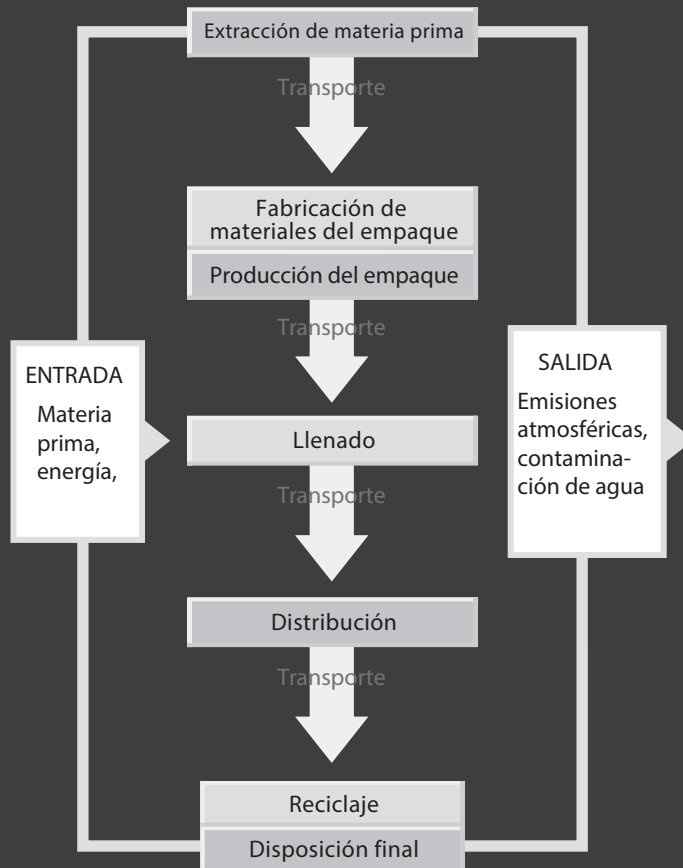 Extracción de materia prima
Transporte
Fabricación de
materiales del empaque
Producción del empaque
Transporte
ENTRADA
Materia
prima,
energía,
Llenado
SALIDA
Emisiones
atmosféricas,
contamina-
ción de agua
Transporte
Distribución
Transporte
Reciclaje
Disposición final